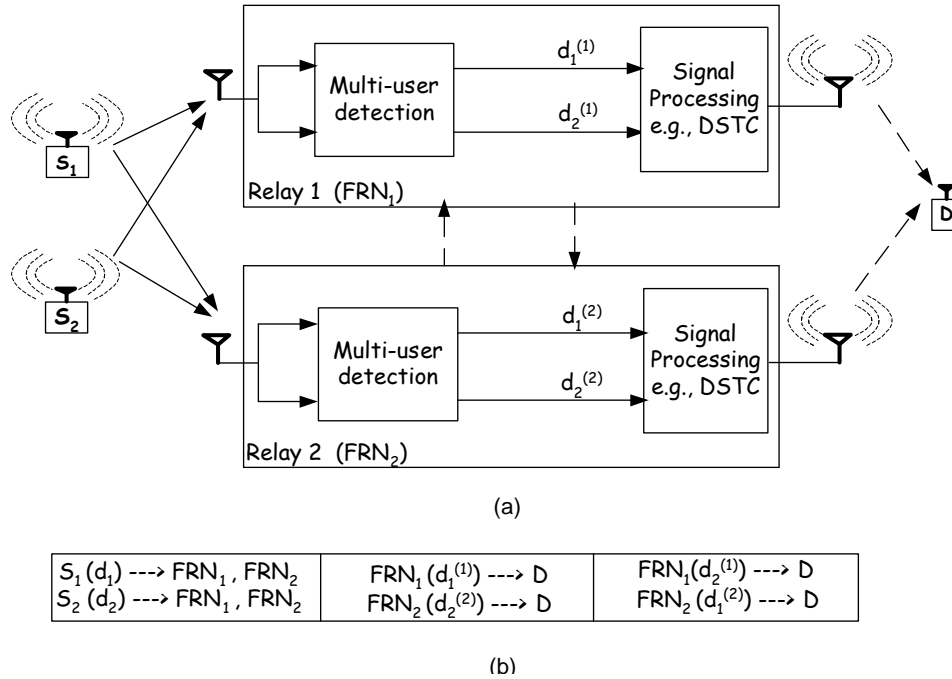 S₁
S₂
Multi-user
detection
d₁⁽¹⁾
d₂⁽¹⁾
Signal
Processing
e.g., DSTC
Relay 1 (FRN₁)
D
Multi-user
detection
d₁⁽²⁾
d₂⁽²⁾
Signal
Processing
e.g., DSTC
Relay 2 (FRN₂)
(a)
S₁(d₁) ---> FRN₁ , FRN₂
S₂(d₂) ---> FRN₁ , FRN₂
FRN₁(d₁⁽¹⁾) ---> D
FRN₂(d₂⁽²⁾) ---> D
FRN₁(d₂⁽¹⁾) ---> D
FRN₂(d₁⁽²⁾) ---> D
(b)